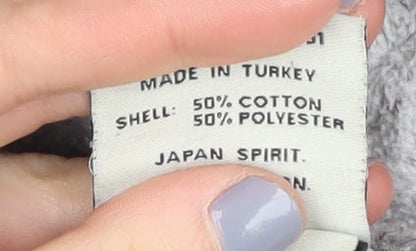 MADE IN TURKEY
SHELL: 50% COTTON
50% POLYESTER
JAPAN SPIRIT.